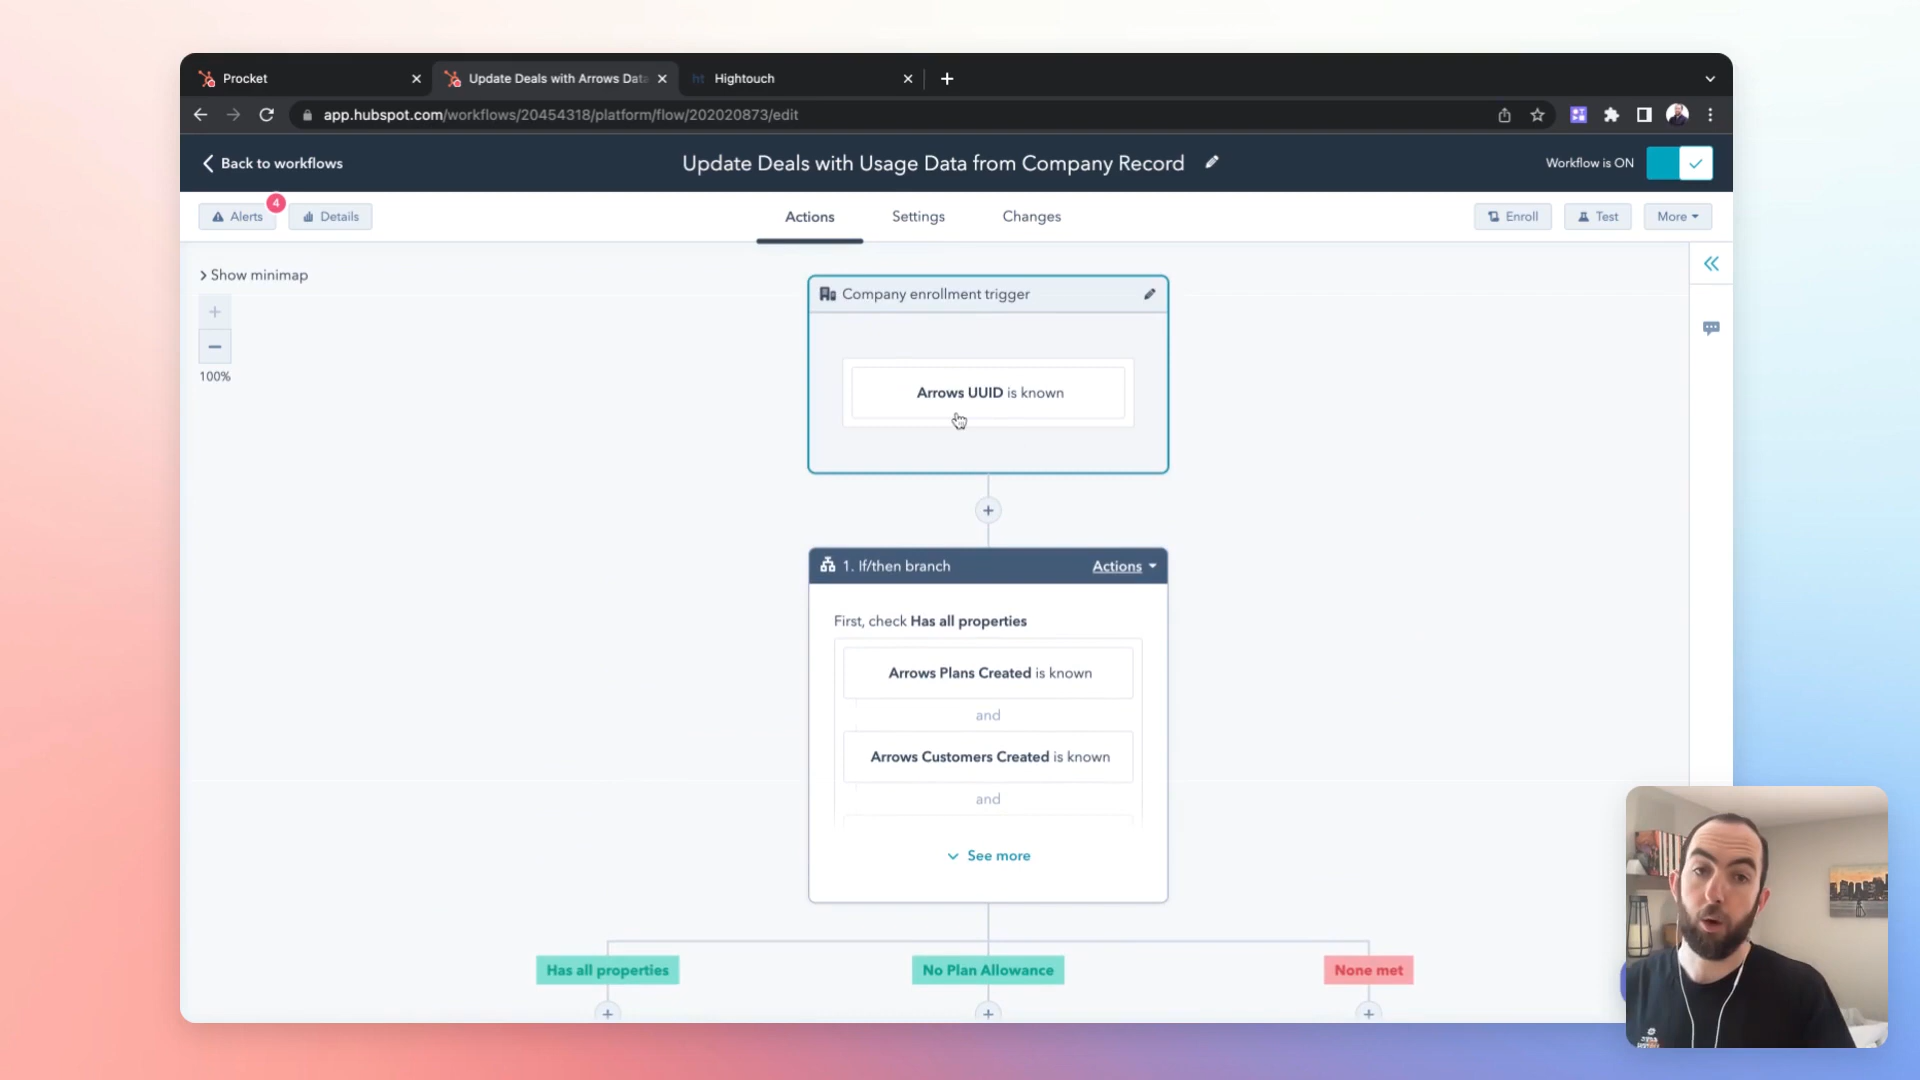 Procket
Update Deals with Arrows Data
ht Hightouch
app.hubspot.com/workflows/20454318/platform/flow/202020873/edit
Back to workflows
Update Deals with Usage Data from Company Record
Workflow is ON
Alerts
4
Details
Actions
Settings
Changes
Enroll
Test
More
Show minimap
100%
Company enrollment trigger
Arrows UUID is known
1. If/then branch
Actions
First, check Has all properties
Arrows Plans Created is known
and
Arrows Customers Created is known
and
See more
Has all properties
No Plan Allowance
None met